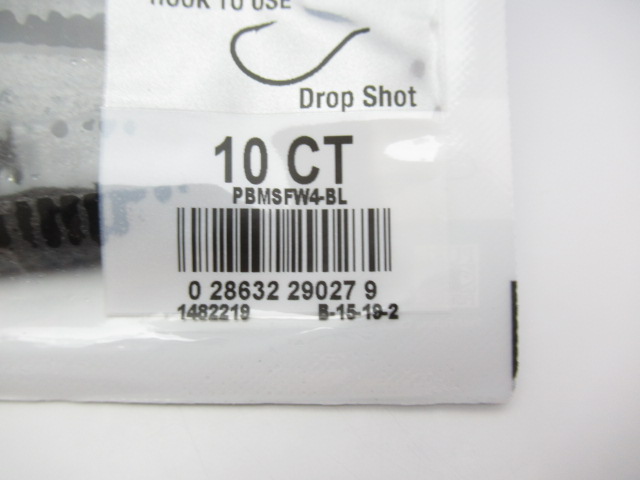 HOOK TO USE
Drop Shot
10 CT
PBMSFW4-BL
0 28632 29027 9
1482219 B-15-19-2